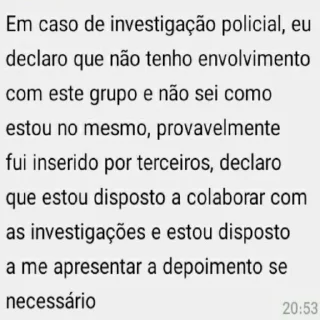 Em caso de investigação policial, eu
declaro que não tenho envolvimento
com este grupo e não sei como
estou no mesmo, provavelmente
fui inserido por terceiros, declaro
que estou disposto a colaborar com
as investigações e estou disposto
a me apresentar a depoimento se
necessário
20:53